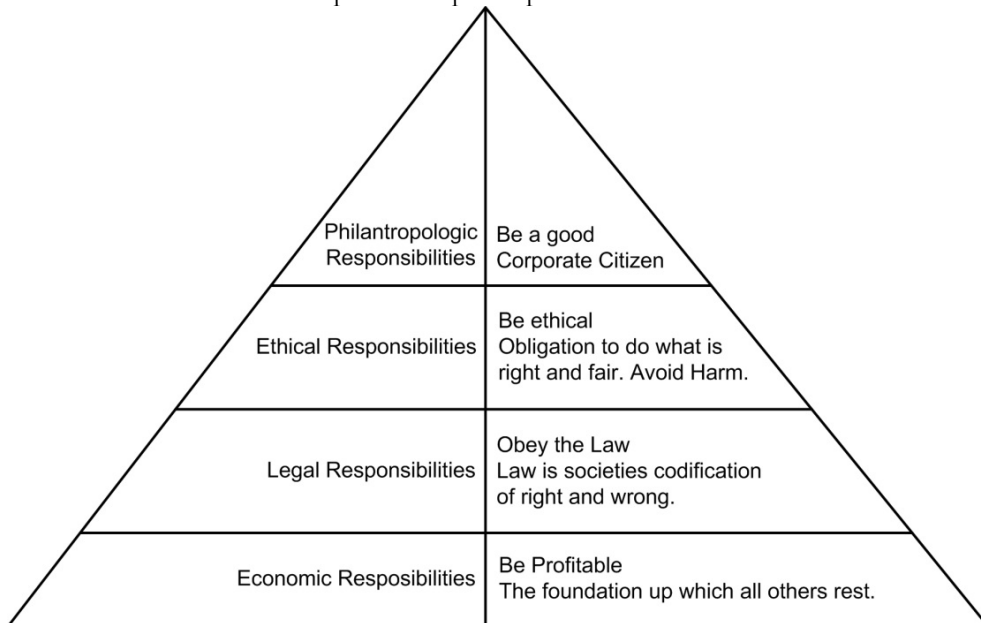 Philantropologic
Responsibilities
Be a good
Corporate Citizen
Ethical Responsibilities
Be ethical
Obligation to do what is
right and fair. Avoid Harm.
Legal Responsibilities
Obey the Law
Law is societies codification
of right and wrong.
Economic Resposibilities
Be Profitable
The foundation up which all others rest.